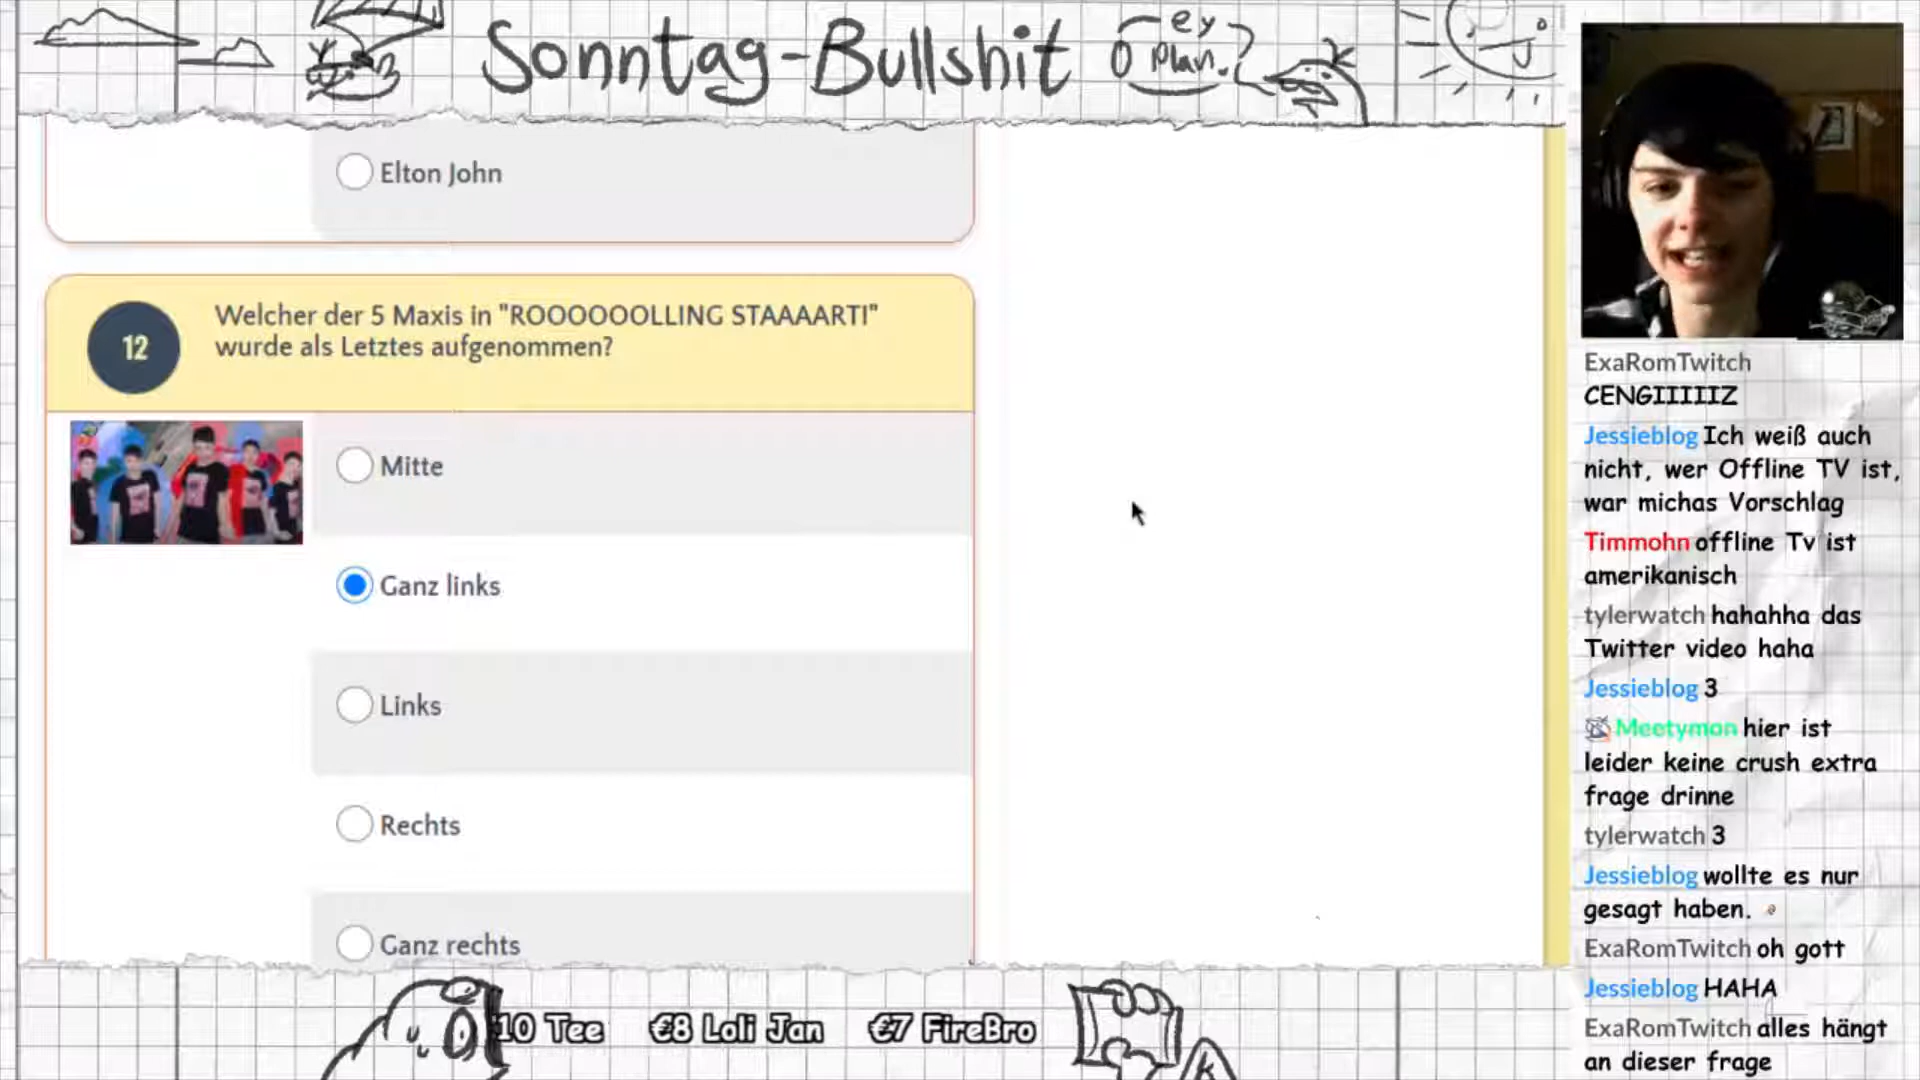 Sonntag-Bullshit
ey
Plan.
Elton John
12
Welcher der 5 Maxis in "ROOOOOOLLING STAAAARTI"
wurde als Letztes aufgenommen?
Mitte
Ganz links
Links
Rechts
Ganz rechts
10 Tee €8 Loli Jan €7 FireBro
ExaRomTwitch
CENGIIIIIZ
Jessieblog Ich weiß auch
nicht, wer Offline TV ist,
war michas Vorschlag
Timmohn offline Tv ist
amerikanisch
tylerwatch hahahha das
Twitter video haha
Jessieblog 3
Meetyman hier ist
leider keine crush extra
frage drinne
tylerwatch 3
Jessieblog wollte es nur
gesagt haben.
ExaRomTwitch oh gott
Jessieblog HAHA
ExaRomTwitch alles hängt
an dieser frage